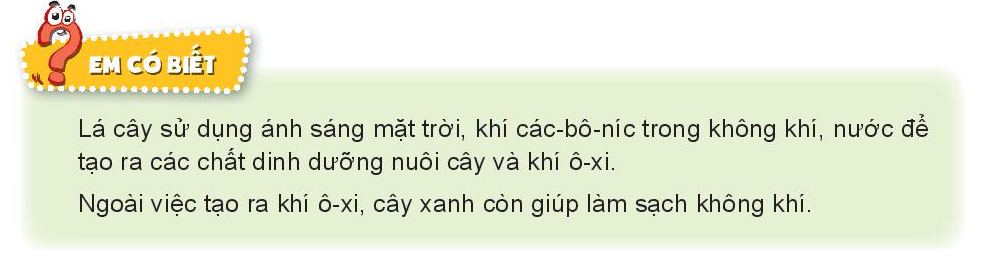 EM CÓ BIẾT
Lá cây sử dụng ánh sáng mặt trời, khí các-bô-níc trong không khí, nước để
tạo ra các chất dinh dưỡng nuôi cây và khí ô-xi.
Ngoài việc tạo ra khí ô-xi, cây xanh còn giúp làm sạch không khí.